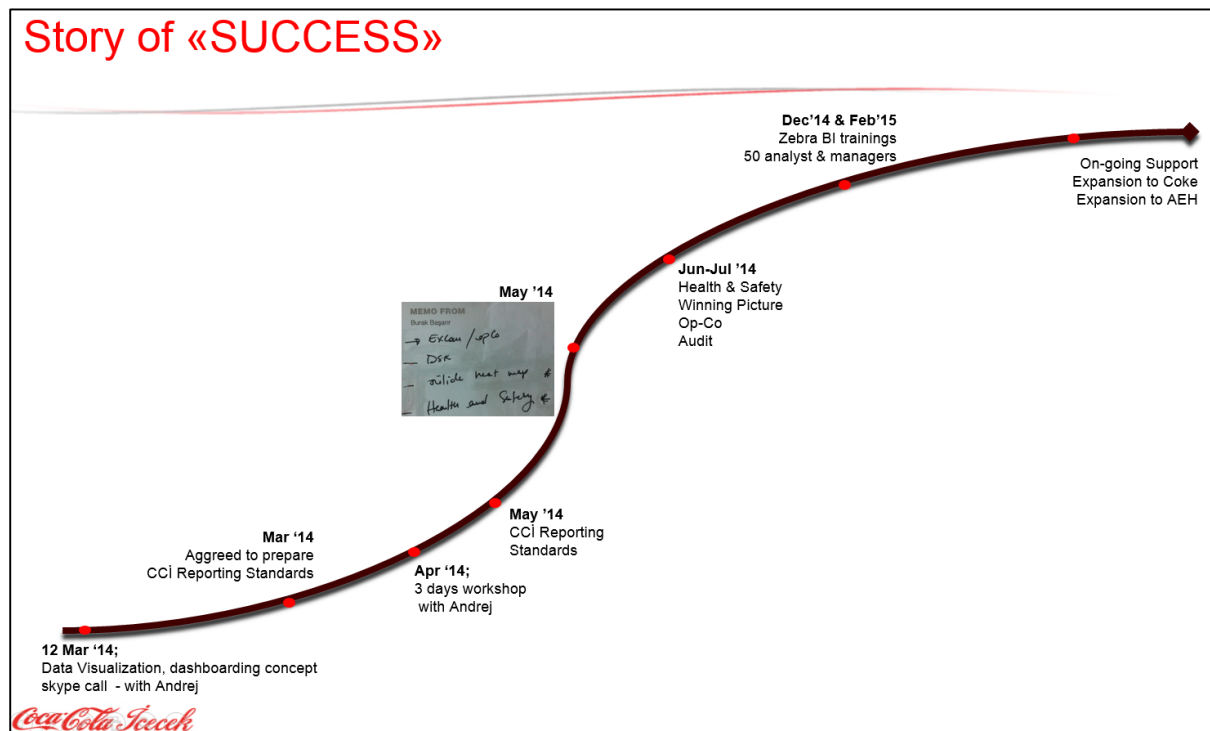 Story of «SUCCESS»
Dec'14 & Feb'15
Zebra BI trainings
50 analyst & managers
On-going Support
Expansion to Coke
Expansion to AEH
Jun-Jul '14
Health & Safety
Winning Picture
Op-Co
Audit
May '14
MEMO FROM
Burak Başarır
→ Excom / opco
— DSR
— heat map *
— Health and Safety *
May '14
CCİ Reporting
Standards
Mar '14
Aggreed to prepare
CCİ Reporting Standards
Apr '14;
3 days workshop
with Andrej
12 Mar '14;
Data Visualization, dashboarding concept
skype call - with Andrej
Coca-Cola İcecek